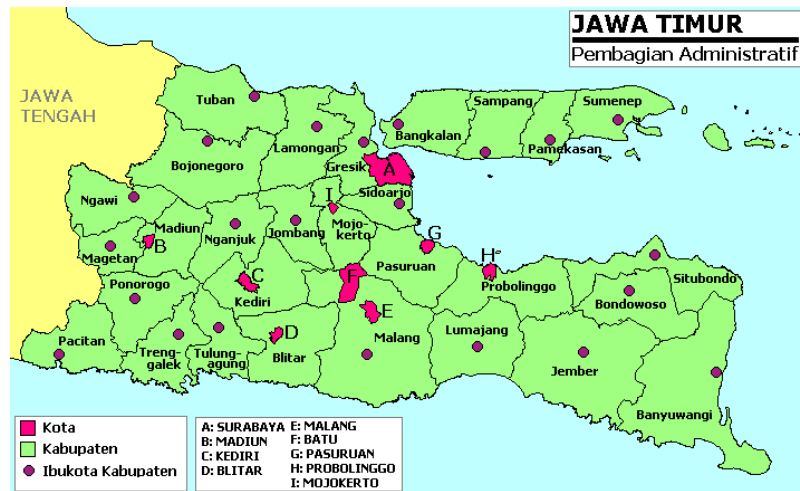 JAWA TIMUR
Pembagian Administratif
JAWA
TENGAH
Tuban
Lamongan
Bojonegoro
Gresik
A
Bangkalan
Sampang
Pamekasan
Sumenep
Sidoarjo
I
Ngawi
Madiun
B
Magetan
Nganjuk
Jombang
Mojo-
kerto
G
Pasuruan
H
Probolinggo
Situbondo
Bondowoso
Ponorogo
C
Kediri
F
E
Malang
D
Blitar
Lumajang
Jember
Banyuwangi
Pacitan
Treng-
galek
Tulung-
agung
Kota
Kabupaten
Ibukota Kabupaten
A: SURABAYA
B: MADIUN
C: KEDIRI
D: BLITAR
E: MALANG
F: BATU
G: PASURUAN
H: PROBOLINGGO
I: MOJOKERTO